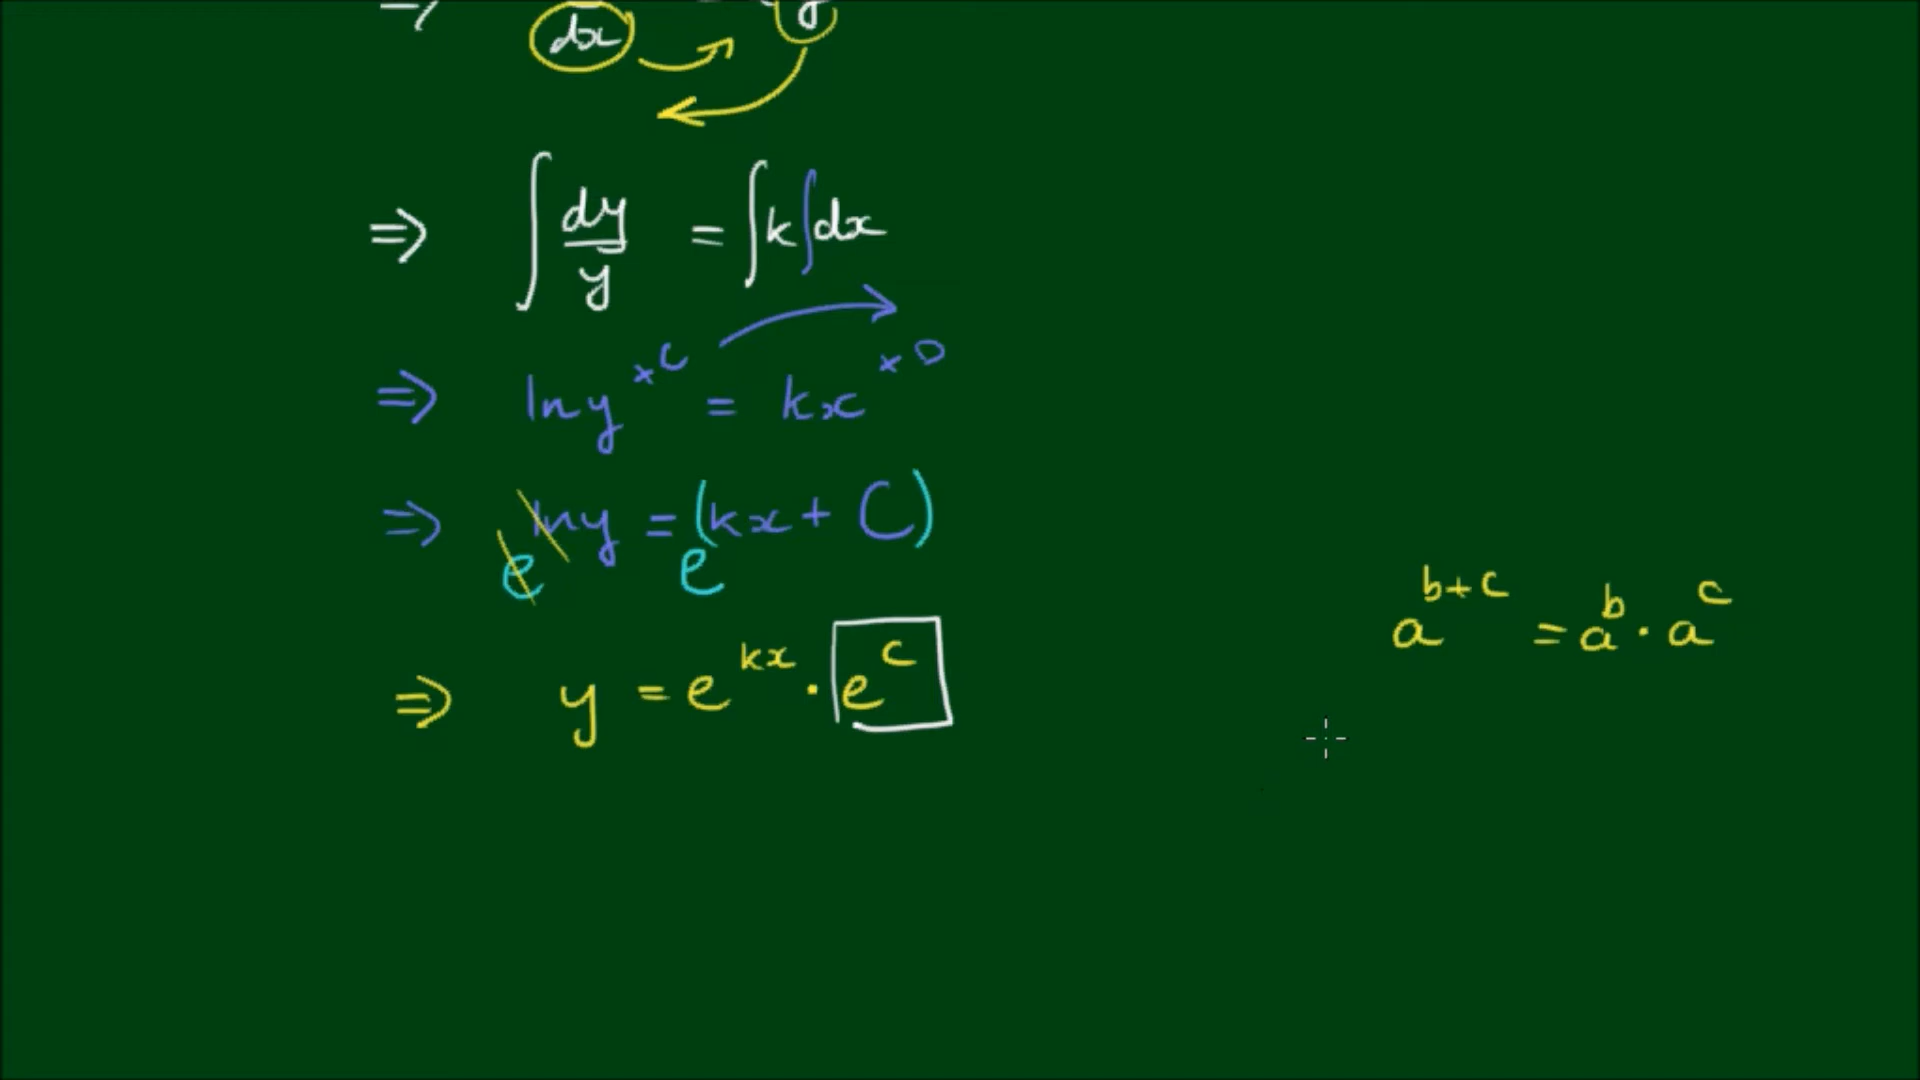 ⇒ dx y
⇒ ∫ dy/y = ∫k∫dx
⇒ ln y ×C = kx ×D
⇒ e ln y = e (kx + C)
a^(b+c) = a^b · a^c
⇒ y = e^(kx) · e^c